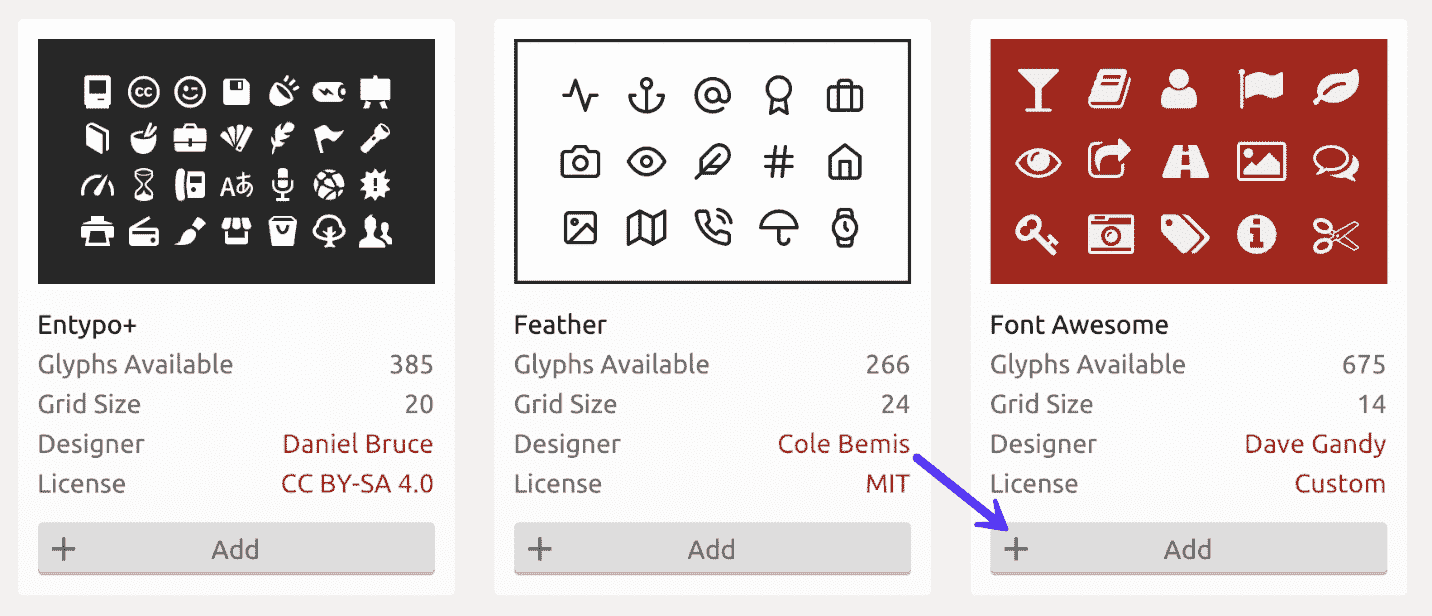 Entypo+
Glyphs Available 385
Grid Size 20
Designer Daniel Bruce
License CC BY-SA 4.0
+ Add
Feather
Glyphs Available 266
Grid Size 24
Designer Cole Bemis
License MIT
+ Add
Font Awesome
Glyphs Available 675
Grid Size 14
Designer Dave Gandy
License Custom
+ Add